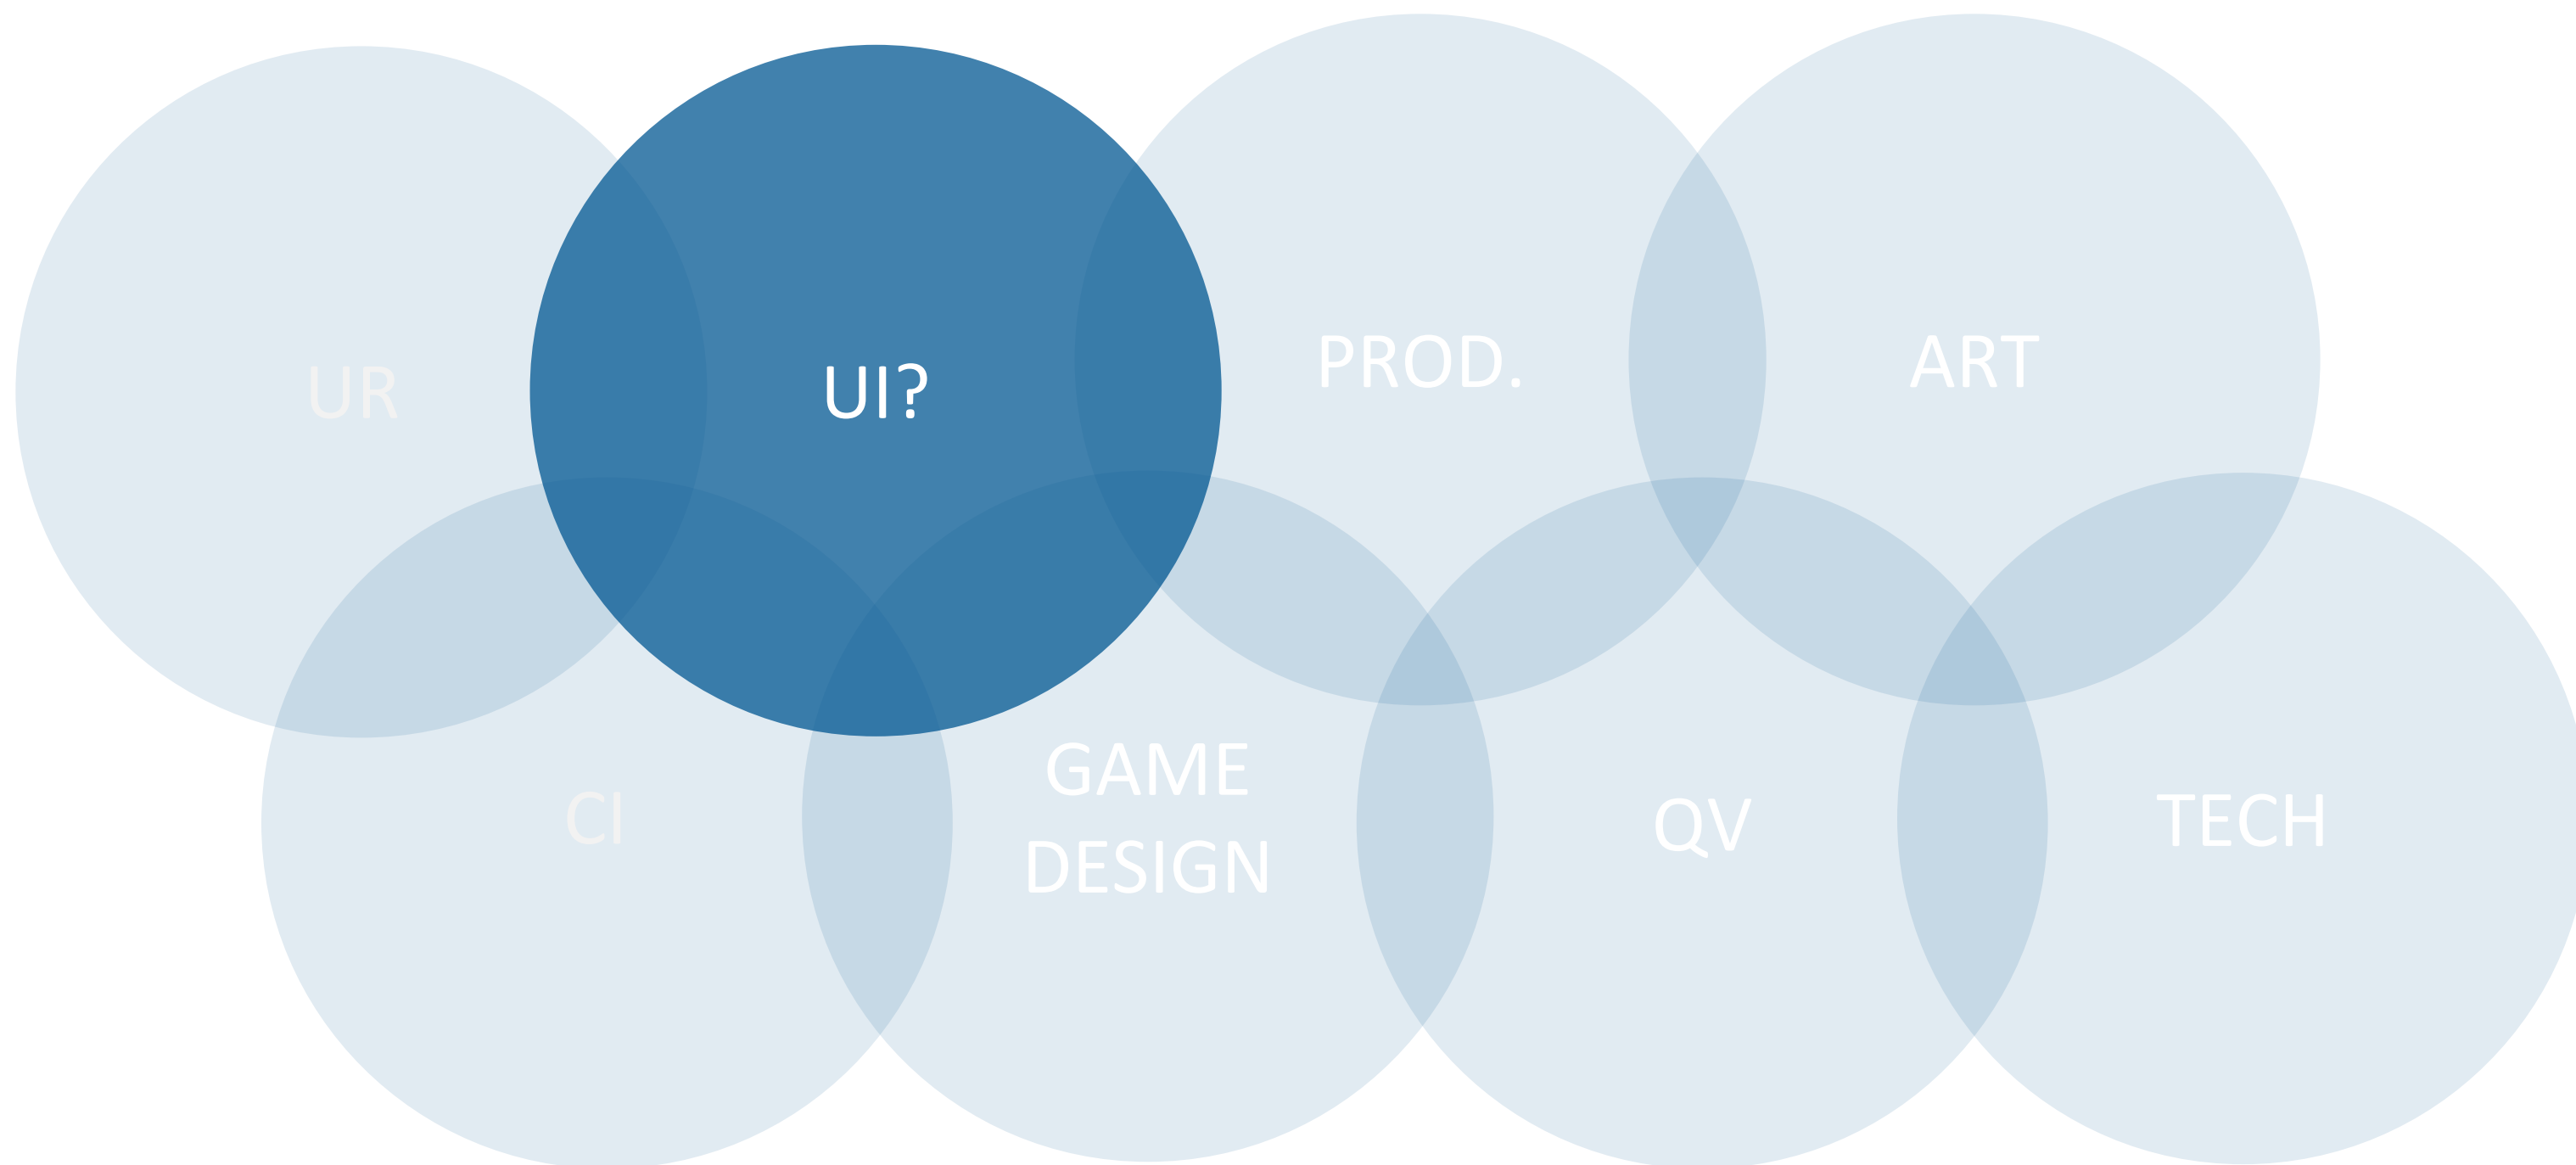 UR
UI?
PROD.
ART
CI
GAME
DESIGN
QV
TECH